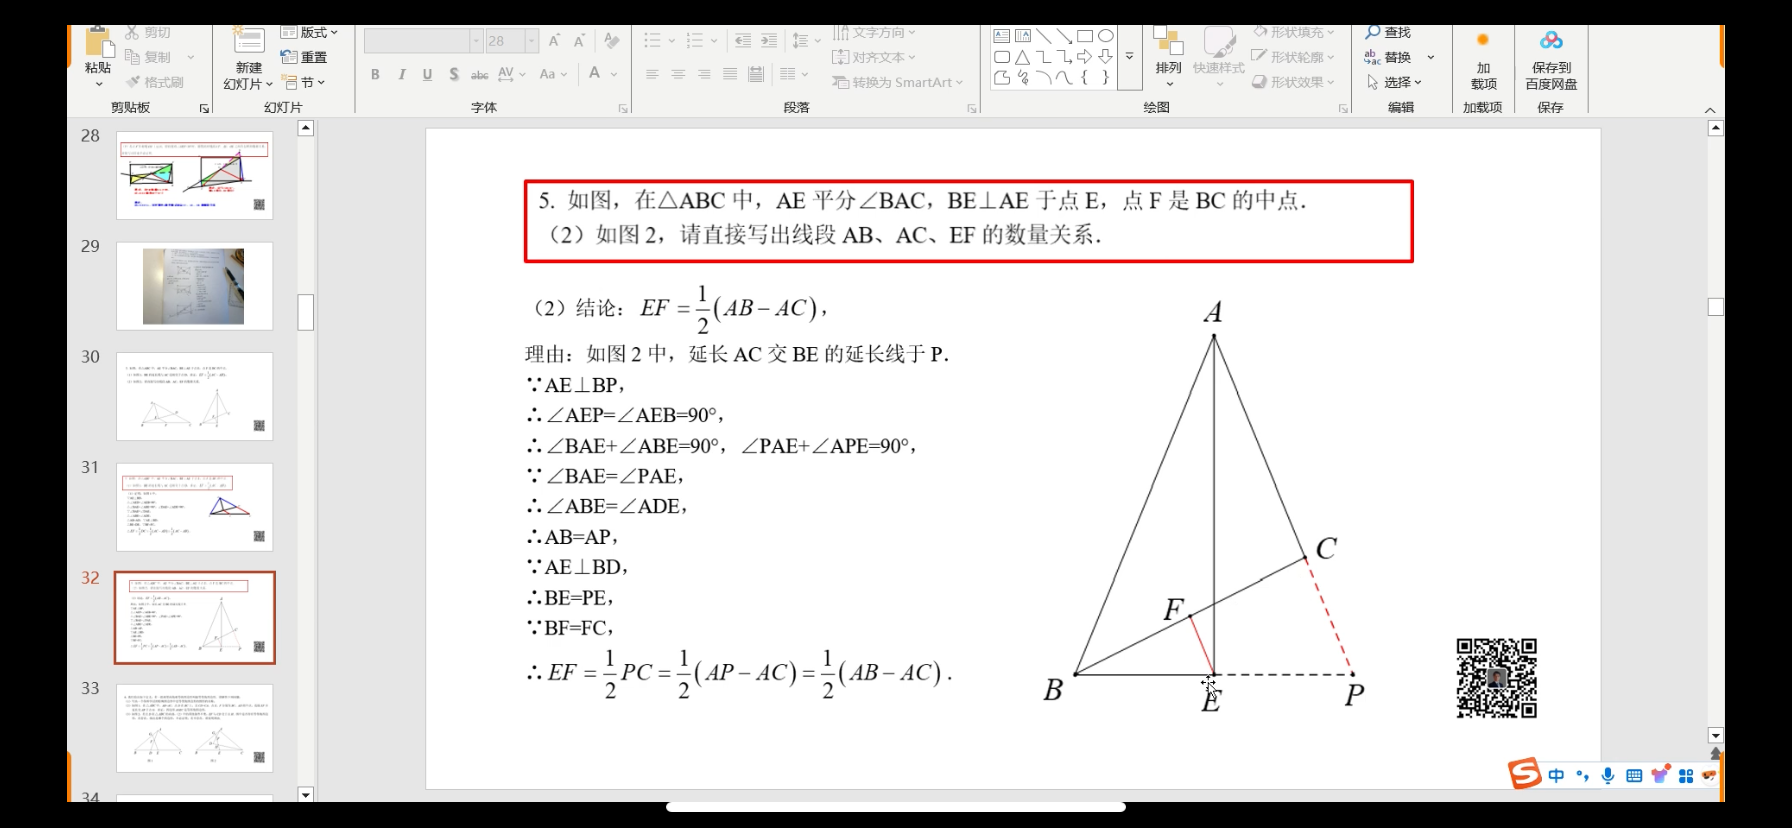 剪切
复制
格式刷
粘贴
剪贴板
新建
幻灯片
版式
重置
节
幻灯片
28
B I U S abc AV Aa A
字体
文字方向
对齐文本
转换为 SmartArt
段落
排列
快速样式
形状填充
形状轮廓
形状效果
绘图
查找
替换
选择
编辑
加
载项
加载项
保存到
百度网盘
保存
28
29
30
31
32
33
34
5. 如图，在△ABC 中，AE 平分∠BAC，BE⊥AE 于点 E，点 F 是 BC 的中点．
（2）如图 2，请直接写出线段 AB、AC、EF 的数量关系．
（2）结论：EF = 1/2 (AB − AC)，
理由：如图 2 中，延长 AC 交 BE 的延长线于 P．
∵AE⊥BP，
∴∠AEP=∠AEB=90°，
∴∠BAE+∠ABE=90°，∠PAE+∠APE=90°，
∵∠BAE=∠PAE，
∴∠ABE=∠ADE，
∴AB=AP，
∵AE⊥BD，
∴BE=PE，
∵BF=FC，
∴EF = 1/2 PC = 1/2 (AP − AC) = 1/2 (AB − AC)．
A
C
F
B
E
P
中